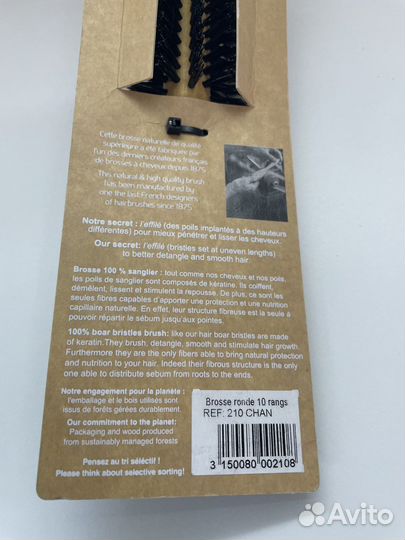 Cette brosse naturelle de qualité
supérieure a été fabriquée par
l'un des derniers créateurs français
de brosses à cheveux depuis 1875
This natural & high quality brush
has been manufactured by
one the last French designers
of hairbrushes since 1875
Notre secret : l'effilé (des poils implantés à des hauteurs
différentes) pour mieux pénétrer et lisser les cheveux.
Our secret: l'effilé (bristles set at uneven lengths)
to better detangle and smooth hair.
Brosse 100 % sanglier : tout comme nos cheveux et nos poils,
les poils de sanglier sont composés de kératine. Ils coiffent,
démêlent, lissent et stimulent la repousse. De plus, ce sont les
seules fibres capables d'apporter une protection et une nutrition
capillaire naturelle. En effet, leur structure fibreuse est la seule à
pouvoir répartir le sébum jusqu'aux pointes.
100% boar bristles brush: like our hair boar bristles are made
of keratin.They brush, detangle, smooth and stimulate hair growth.
Furthermore they are the only fibers able to bring natural protection
and nutrition to your hair. Indeed their fibrous structure is the only
one able to distribute sebum from roots to the ends.
Notre engagement pour la planète :
l'emballage et le bois utilisés sont
issus de forêts gérées durablement.
Our commitment to the planet:
Packaging and wood produced
from sustainably managed forests
Pensez au tri séléctif !
Please think about selective sorting!
Brosse ronde 10 rangs
REF: 210 CHAN
3 150080 002108
Avito